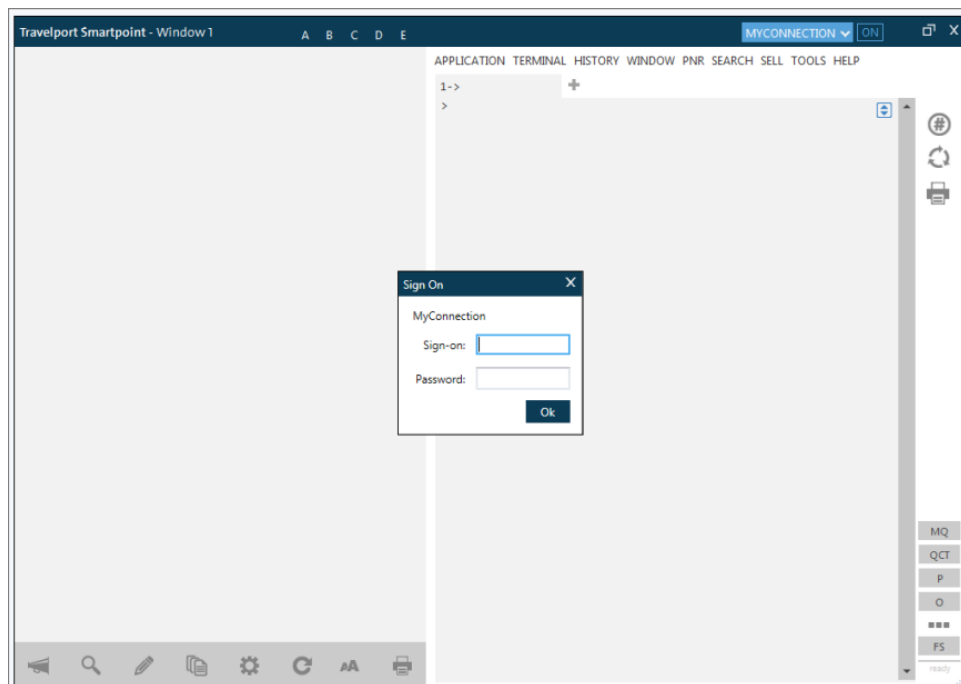 Travelport Smartpoint - Window 1 A B C D E MYCONNECTION ON X
APPLICATION TERMINAL HISTORY WINDOW PNR SEARCH SELL TOOLS HELP
1->
>
#
Sign On X
MyConnection
Sign-on:
Password:
Ok
MQ
QCT
P
O
FS
AA
ready